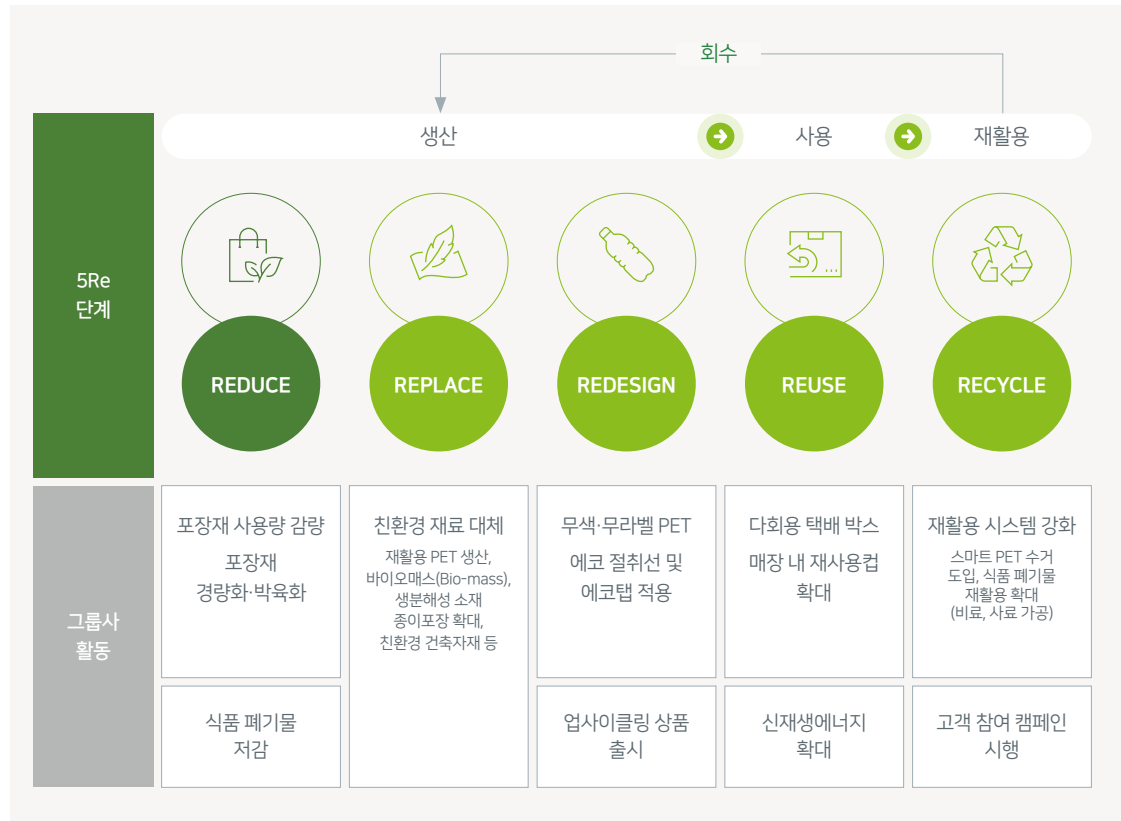 회수
생산
사용
재활용
5Re
단계
REDUCE
REPLACE
REDESIGN
REUSE
RECYCLE
그룹사
활동
포장재 사용량 감량
포장재
경량화·박육화
식품 폐기물
저감
친환경 재료 대체
재활용 PET 생산,
바이오매스(Bio-mass),
생분해성 소재
종이포장 확대,
친환경 건축자재 등
무색·무라벨 PET
에코 절취선 및
에코탭 적용
업사이클링 상품
출시
다회용 택배 박스
매장 내 재사용컵
확대
신재생에너지
확대
재활용 시스템 강화
스마트 PET 수거
도입, 식품 폐기물
재활용 확대
(비료, 사료 가공)
고객 참여 캠페인
시행